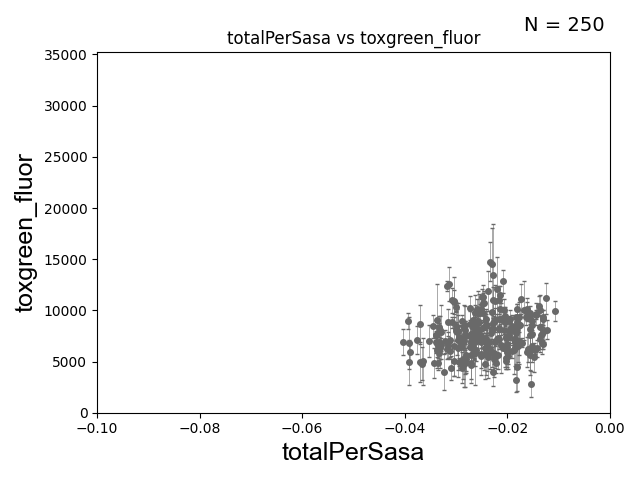 N = 250
totalPerSasa vs toxgreen_fluor
35000
30000
25000
20000
15000
10000
5000
0
toxgreen_fluor
−0.10 −0.08 −0.06 −0.04 −0.02 0.00
totalPerSasa